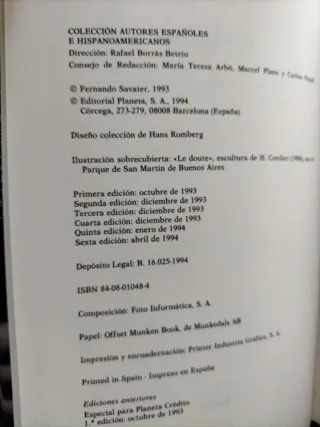 COLECCIÓN AUTORES ESPAÑOLES
E HISPANOAMERICANOS
Dirección: Rafael Borràs Betriu
Consejo de Redacción: María Teresa Arbó, Marcel Plans y Carlos
© Fernando Savater, 1993
© Editorial Planeta, S. A., 1994
Córcega, 273-279, 08008 Barcelona (España)
Diseño colección de Hans Romberg
Ilustración sobrecubierta: «Le doute», escultura de H. Cordier
Parque de San Martín de Buenos Aires
Primera edición: octubre de 1993
Segunda edición: diciembre de 1993
Tercera edición: diciembre de 1993
Cuarta edición: diciembre de 1993
Quinta edición: enero de 1994
Sexta edición: abril de 1994
Depósito Legal: B. 16.025-1994
ISBN 84-08-01048-4
Composición: Foto Informática, S. A.
Papel: Offset Munken Book, de Munkedals AB
Impresión y encuadernación: Printer Industria Gráfica, S. A.
Printed in Spain - Impreso en España
Ediciones anteriores
Especial para Planeta Crédito
1.ª edición: octubre de 1993